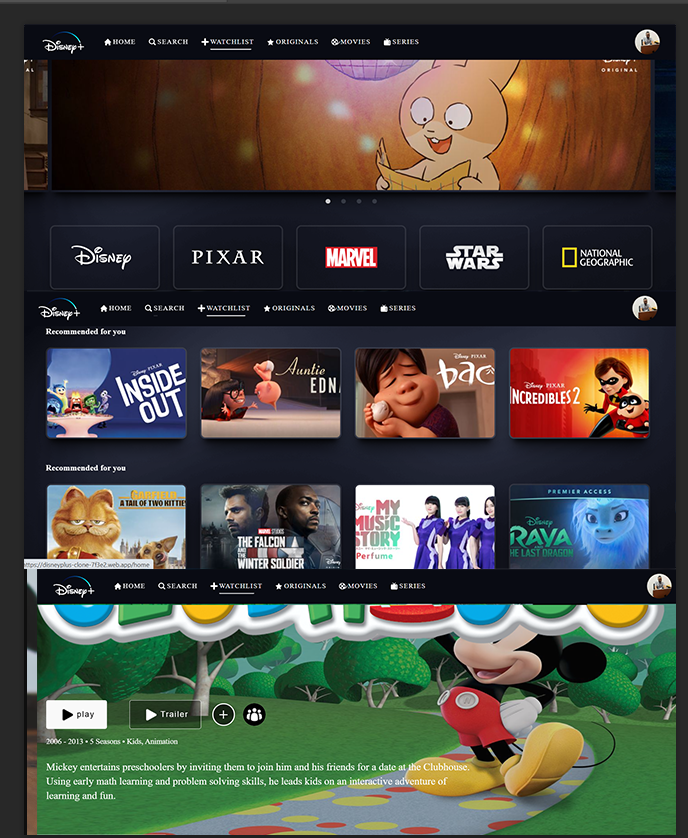 Disney+ HOME SEARCH WATCHLIST ORIGINALS MOVIES SERIES
AL
Disney+
ORIGINAL
Disney PIXAR MARVEL STAR WARS NATIONAL GEOGRAPHIC
Disney+ HOME SEARCH WATCHLIST ORIGINALS MOVIES SERIES
Recommended for you
Disney PIXAR
INSIDE OUT
Auntie
EDN
Disney PIXAR
bao
Disney PIXAR
INCREDIBLES 2
Recommended for you
GARFIELD
A TAIL OF TWO KITTIES
MARVEL STUDIOS
THE FALCON
AND THE
WINTER SOLDIER
Disney
MY
MUSIC
STORY
Perfume
PREMIER ACCESS
Disney
RAYA
THE LAST DRAGON
https://disneyplus-clone-7f3e2.web.app/home
Disney+ HOME SEARCH WATCHLIST ORIGINALS MOVIES SERIES
play Trailer
2006 - 2013 • 5 Seasons • Kids, Animation
Mickey entertains preschoolers by inviting them to join him and his friends for a date at the Clubhouse.
Using early math learning and problem solving skills, he leads kids on an interactive adventure of
learning and fun.